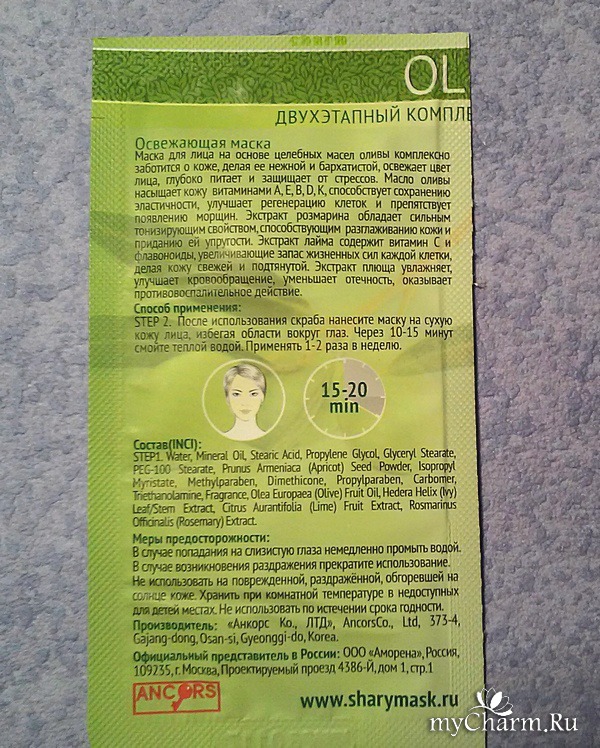 OL
ДВУХЭТАПНЫЙ КОМПЛЕ
Освежающая маска
Маска для лица на основе целебных масел оливы комплексно
заботится о коже, делая ее нежной и бархатистой, освежает цвет
лица, глубоко питает и защищает от стрессов. Масло оливы
насыщает кожу витаминами А, Е, В, D, К, способствует сохранению
эластичности, улучшает регенерацию клеток и препятствует
появлению морщин. Экстракт розмарина обладает сильным
тонизирующим свойством, способствующим разглаживанию кожи и
приданию ей упругости. Экстракт лайма содержит витамин С и
флавоноиды, увеличивающие запас жизненных сил каждой клетки,
делая кожу свежей и подтянутой. Экстракт плюща увлажняет,
улучшает кровообращение, уменьшает отечность, оказывает
противовоспалительное действие.
Способ применения:
STEP 2. После использования скраба нанесите маску на сухую
кожу лица, избегая области вокруг глаз. Через 10-15 минут
смойте теплой водой. Применять 1-2 раза в неделю.
15-20
min
Состав(INCI):
STEP1. Water, Mineral Oil, Stearic Acid, Propylene Glycol, Glyceryl Stearate,
PEG-100 Stearate, Prunus Armeniaca (Apricot) Seed Powder, Isopropyl
Myristate, Methylparaben, Dimethicone, Propylparaben, Carbomer,
Triethanolamine, Fragrance, Olea Europaea (Olive) Fruit Oil, Hedera Helix (Ivy)
Leaf/Stem Extract, Citrus Aurantifolia (Lime) Fruit Extract, Rosmarinus
Officinalis (Rosemary) Extract.
Меры предосторожности:
В случае попадания на слизистую глаза немедленно промыть водой.
В случае возникновения раздражения прекратите использование.
Не использовать на поврежденной, раздражённой, обгоревшей на
солнце коже. Хранить при комнатной температуре в недоступных
для детей местах. Не использовать по истечении срока годности.
Производитель: «Анкорс Ко., ЛТД», AncorsCo., Ltd, 373-4,
Gajang-dong, Osan-si, Gyeonggi-do, Korea.
Официальный представитель в России: ООО «Аморена», Россия,
109235, г. Москва, Проектируемый проезд 4386-Й, дом 1, стр.1
ANCORS
www.sharymask.ru
myCharm.Ru